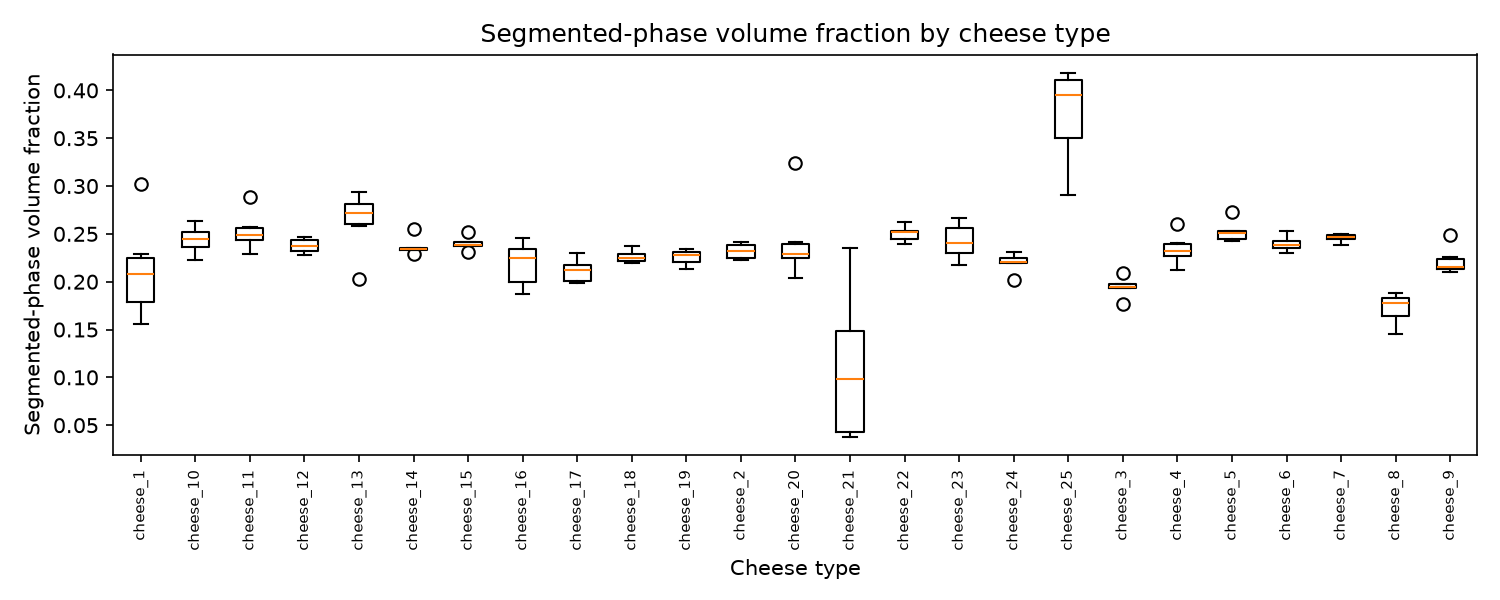 Segmented-phase volume fraction by cheese type
Segmented-phase volume fraction
0.40
0.35
0.30
0.25
0.20
0.15
0.10
0.05
cheese_1
cheese_10
cheese_11
cheese_12
cheese_13
cheese_14
cheese_15
cheese_16
cheese_17
cheese_18
cheese_19
cheese_2
cheese_20
cheese_21
cheese_22
cheese_23
cheese_24
cheese_25
cheese_3
cheese_4
cheese_5
cheese_6
cheese_7
cheese_8
cheese_9
Cheese type